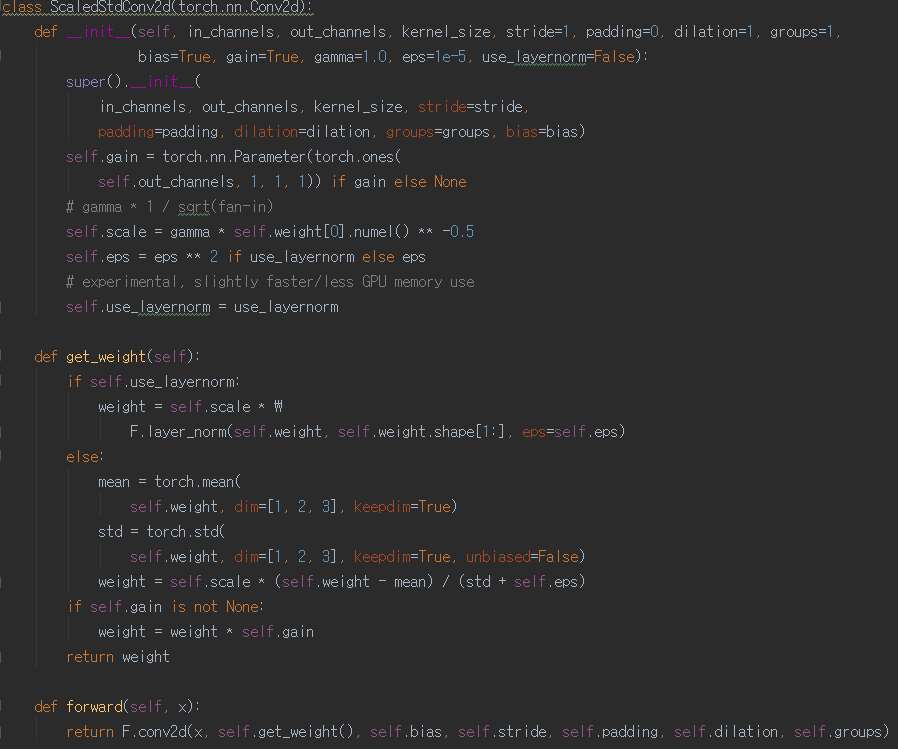 class ScaledStdConv2d(torch.nn.Conv2d):
    def __init__(self, in_channels, out_channels, kernel_size, stride=1, padding=0, dilation=1, groups=1,
                 bias=True, gain=True, gamma=1.0, eps=1e-5, use_layernorm=False):
        super().__init__(
            in_channels, out_channels, kernel_size, stride=stride,
            padding=padding, dilation=dilation, groups=groups, bias=bias)
        self.gain = torch.nn.Parameter(torch.ones(
            self.out_channels, 1, 1, 1)) if gain else None
        # gamma * 1 / sqrt(fan-in)
        self.scale = gamma * self.weight[0].numel() ** -0.5
        self.eps = eps ** 2 if use_layernorm else eps
        # experimental, slightly faster/less GPU memory use
        self.use_layernorm = use_layernorm

    def get_weight(self):
        if self.use_layernorm:
            weight = self.scale * ₩
                F.layer_norm(self.weight, self.weight.shape[1:], eps=self.eps)
        else:
            mean = torch.mean(
                self.weight, dim=[1, 2, 3], keepdim=True)
            std = torch.std(
                self.weight, dim=[1, 2, 3], keepdim=True, unbiased=False)
            weight = self.scale * (self.weight - mean) / (std + self.eps)
        if self.gain is not None:
            weight = weight * self.gain
        return weight

    def forward(self, x):
        return F.conv2d(x, self.get_weight(), self.bias, self.stride, self.padding, self.dilation, self.groups)